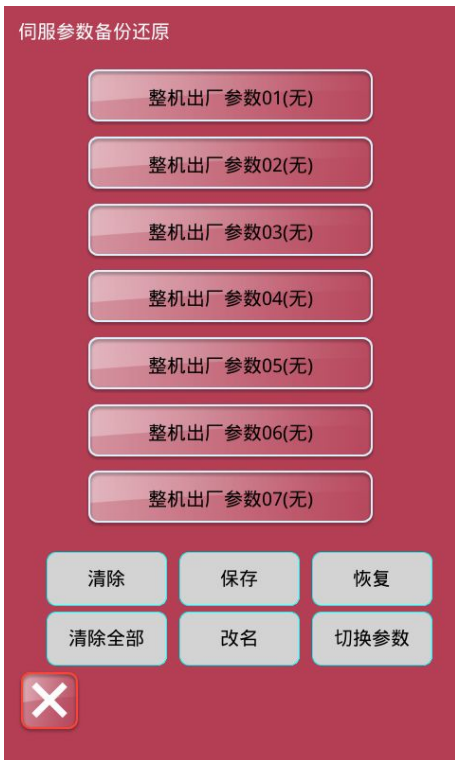 伺服参数备份还原
整机出厂参数01(无)
整机出厂参数02(无)
整机出厂参数03(无)
整机出厂参数04(无)
整机出厂参数05(无)
整机出厂参数06(无)
整机出厂参数07(无)
清除 保存 恢复
清除全部 改名 切换参数